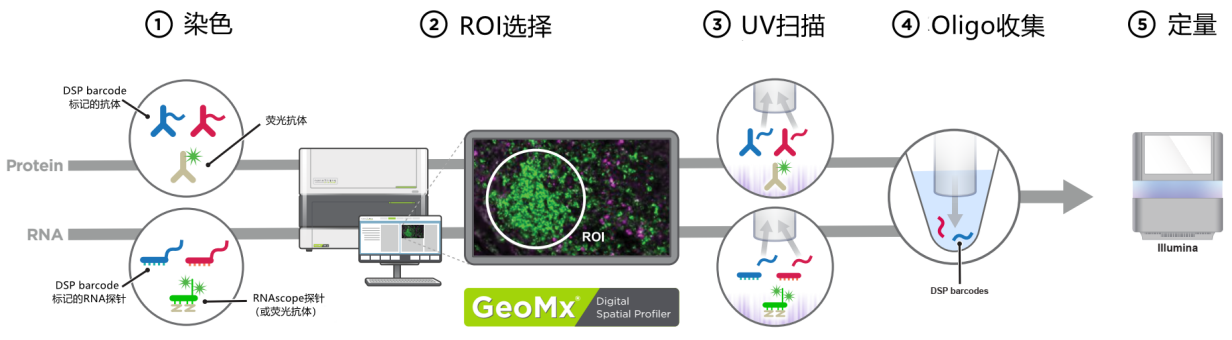 ① 染色
② ROI选择
③ UV扫描
④ Oligo收集
⑤ 定量
DSP barcode
标记的抗体
荧光抗体
Protein
RNA
DSP barcode
标记的RNA探针
RNAscope探针
(或荧光抗体)
ROI
GeoMx® Digital
Spatial Profiler
DSP barcodes
Illumina